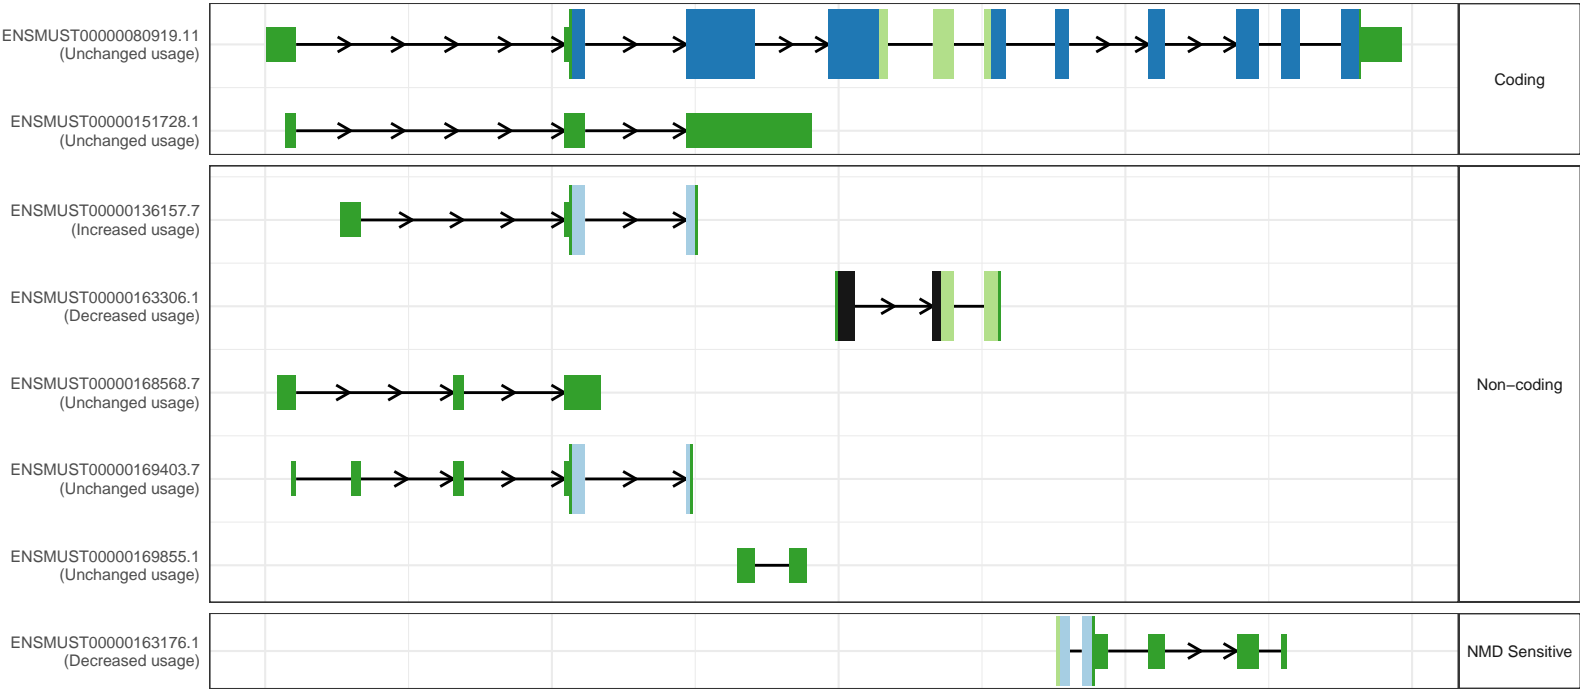 ENSMUST00000080919.11
(Unchanged usage)
Coding
ENSMUST00000151728.1
(Unchanged usage)
ENSMUST00000136157.7
(Increased usage)
ENSMUST00000163306.1
(Decreased usage)
Non−coding
ENSMUST00000168568.7
(Unchanged usage)
ENSMUST00000169403.7
(Unchanged usage)
ENSMUST00000169855.1
(Unchanged usage)
ENSMUST00000163176.1
(Decreased usage)
NMD Sensitive